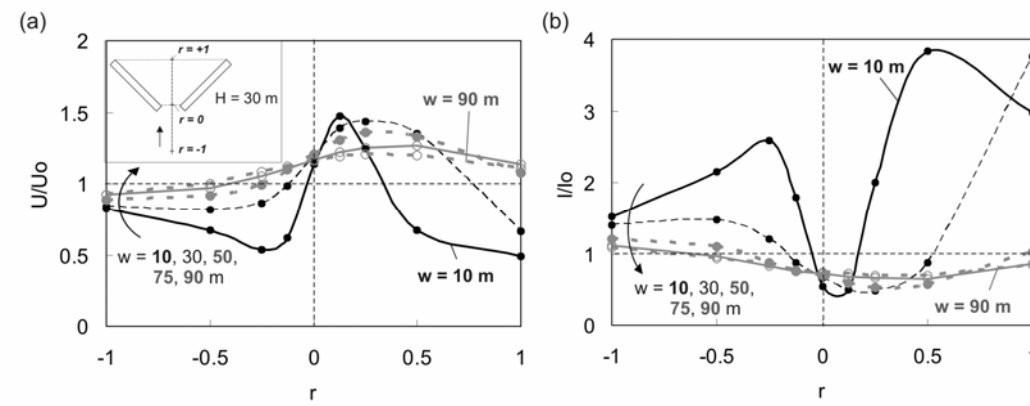 (a)
2
1.5
1
0.5
0
U/Uo
r = +1
H = 30 m
r = 0
r = -1
w = 90 m
w = 10, 30, 50,
75, 90 m
w = 10 m
-1
-0.5
0
0.5
1
r
(b)
4
3
2
1
0
I/Io
w = 10 m
w = 10, 30, 50,
75, 90 m
w = 90 m
-1
-0.5
0
0.5
r